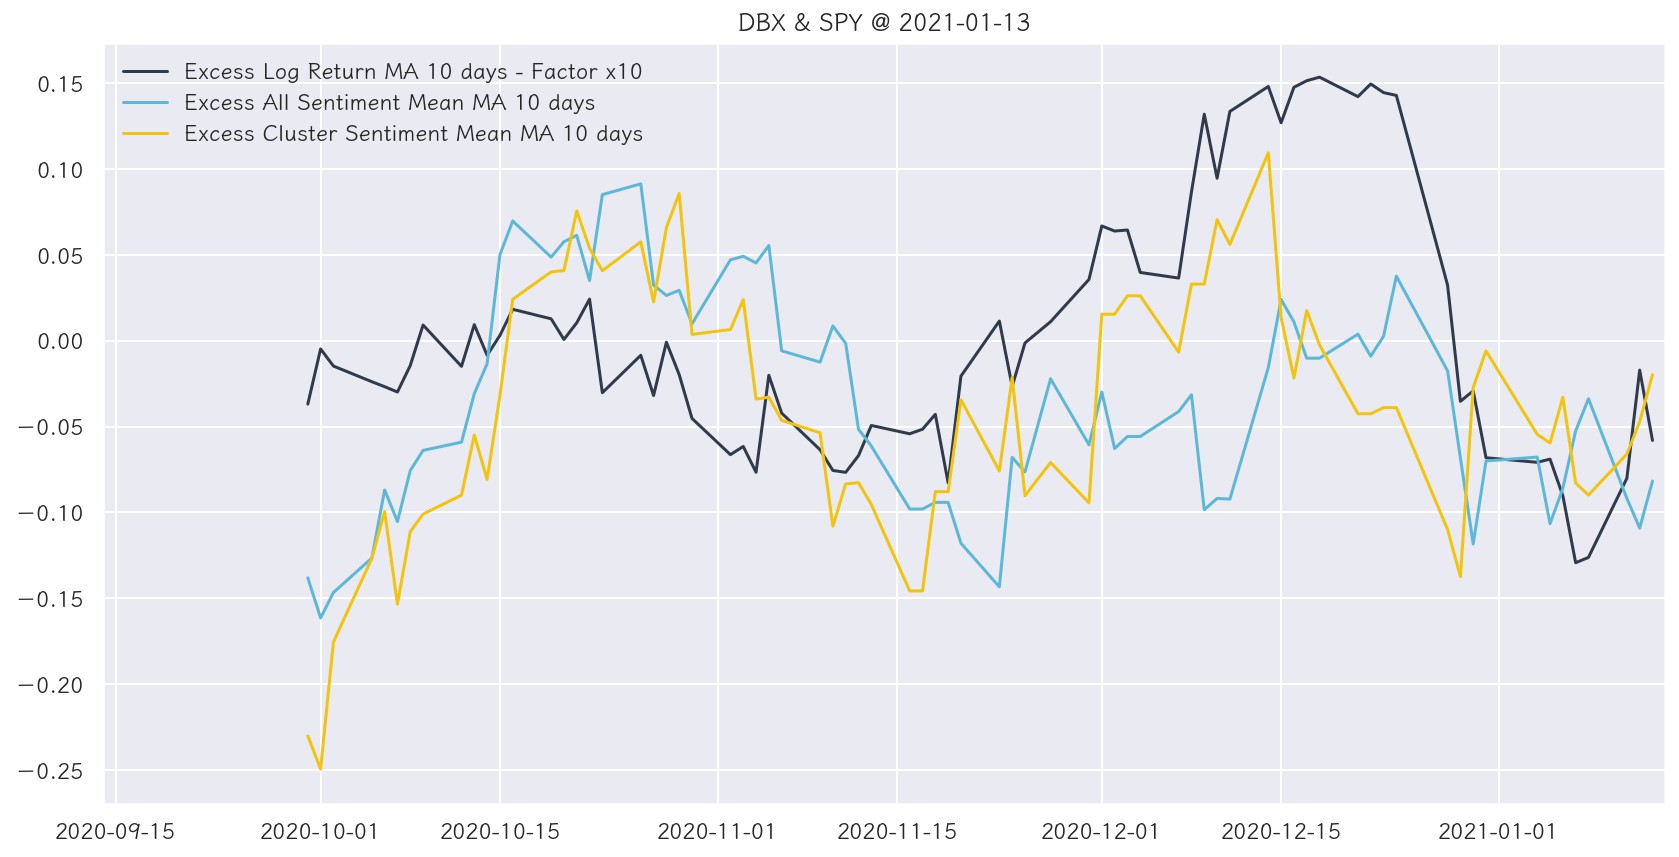 DBX & SPY @ 2021-01-13
Excess Log Return MA 10 days - Factor x10
Excess All Sentiment Mean MA 10 days
Excess Cluster Sentiment Mean MA 10 days
0.15
0.10
0.05
0.00
−0.05
−0.10
−0.15
−0.20
−0.25
2020-09-15 2020-10-01 2020-10-15 2020-11-01 2020-11-15 2020-12-01 2020-12-15 2021-01-01